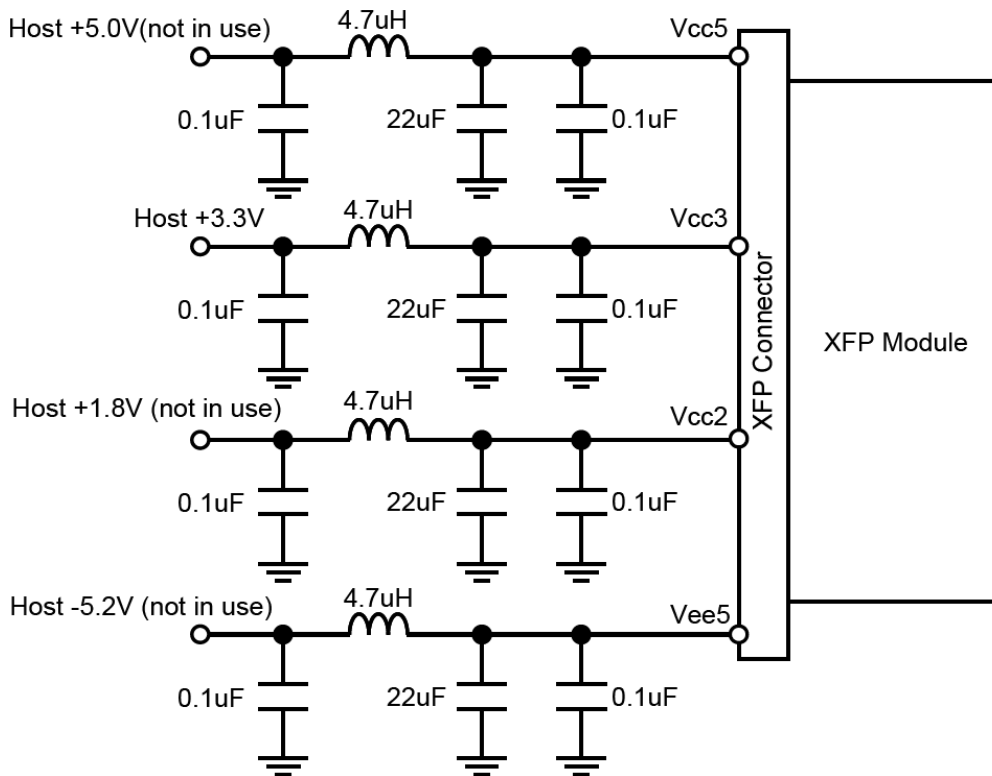 Host +5.0V(not in use)
4.7uH
Vcc5
0.1uF
22uF
0.1uF
Host +3.3V
4.7uH
Vcc3
0.1uF
22uF
0.1uF
XFP Connector
XFP Module
Host +1.8V (not in use)
4.7uH
Vcc2
0.1uF
22uF
0.1uF
Host -5.2V (not in use)
4.7uH
Vee5
0.1uF
22uF
0.1uF